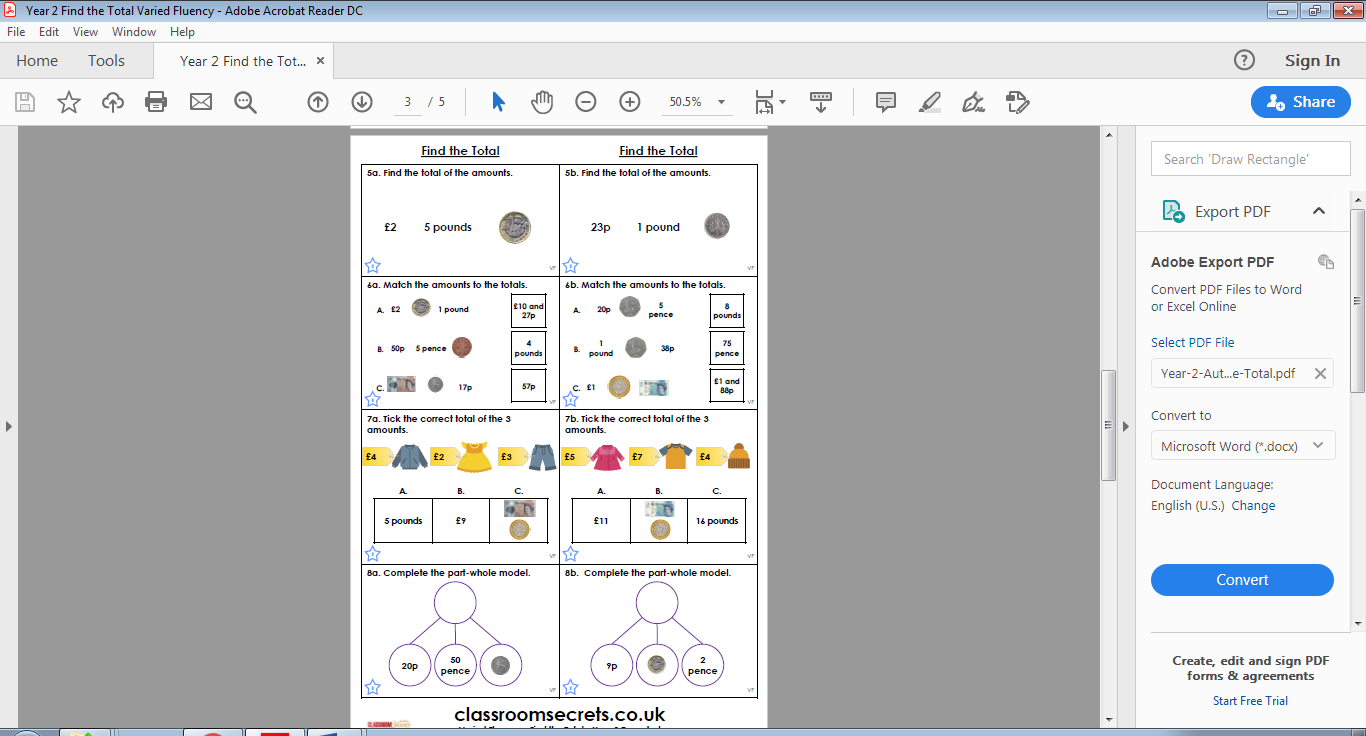 Year 2 Find the Total Varied Fluency - Adobe Acrobat Reader DC
File Edit View Window Help
Home Tools Year 2 Find the Tot... × ? Sign In
3 / 5 50.5% Share
Find the Total
5a. Find the total of the amounts.
£2 5 pounds
VF
6a. Match the amounts to the totals.
A. £2 1 pound
£10 and
27p
B. 50p 5 pence
4
pounds
C. 17p
57p
VF
7a. Tick the correct total of the 3
amounts.
£4 £2 £3
A. B. C.
5 pounds £9
VF
8a. Complete the part-whole model.
20p
50
pence
VF
Find the Total
5b. Find the total of the amounts.
23p 1 pound
VF
6b. Match the amounts to the totals.
A. 20p
5
pence
8
pounds
B.
1
pound
38p
75
pence
C. £1
£1 and
88p
VF
7b. Tick the correct total of the 3
amounts.
£5 £7 £4
A. B. C.
£11 16 pounds
VF
8b. Complete the part-whole model.
9p
2
pence
VF
classroomsecrets.co.uk
Search 'Draw Rectangle'
Export PDF
Adobe Export PDF
Convert PDF Files to Word
or Excel Online
Select PDF File
Year-2-Aut...e-Total.pdf
Convert to
Microsoft Word (*.docx)
Document Language:
English (U.S.) Change
Convert
Create, edit and sign PDF
forms & agreements
Start Free Trial